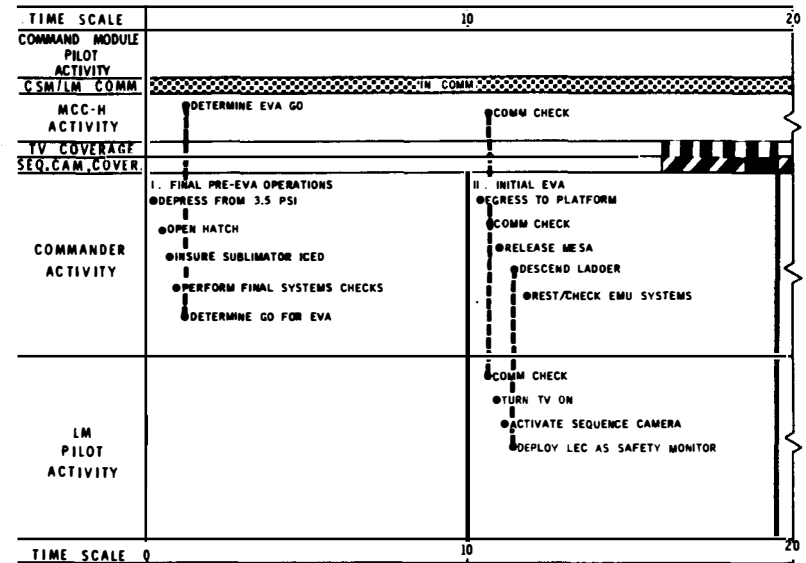 TIME SCALE 10 20
COMMAND MODULE
PILOT
ACTIVITY
CSM/LM COMM IN COMM
MCC-H
ACTIVITY
DETERMINE EVA GO
COMM CHECK
TV COVERAGE
SEQ.CAM.COVER.
COMMANDER
ACTIVITY
I. FINAL PRE-EVA OPERATIONS
DEPRESS FROM 3.5 PSI
OPEN HATCH
INSURE SUBLIMATOR ICED
PERFORM FINAL SYSTEMS CHECKS
DETERMINE GO FOR EVA
II. INITIAL EVA
EGRESS TO PLATFORM
COMM CHECK
RELEASE MESA
DESCEND LADDER
REST/CHECK EMU SYSTEMS
LM
PILOT
ACTIVITY
COMM CHECK
TURN TV ON
ACTIVATE SEQUENCE CAMERA
DEPLOY LEC AS SAFETY MONITOR
TIME SCALE 0 10 20